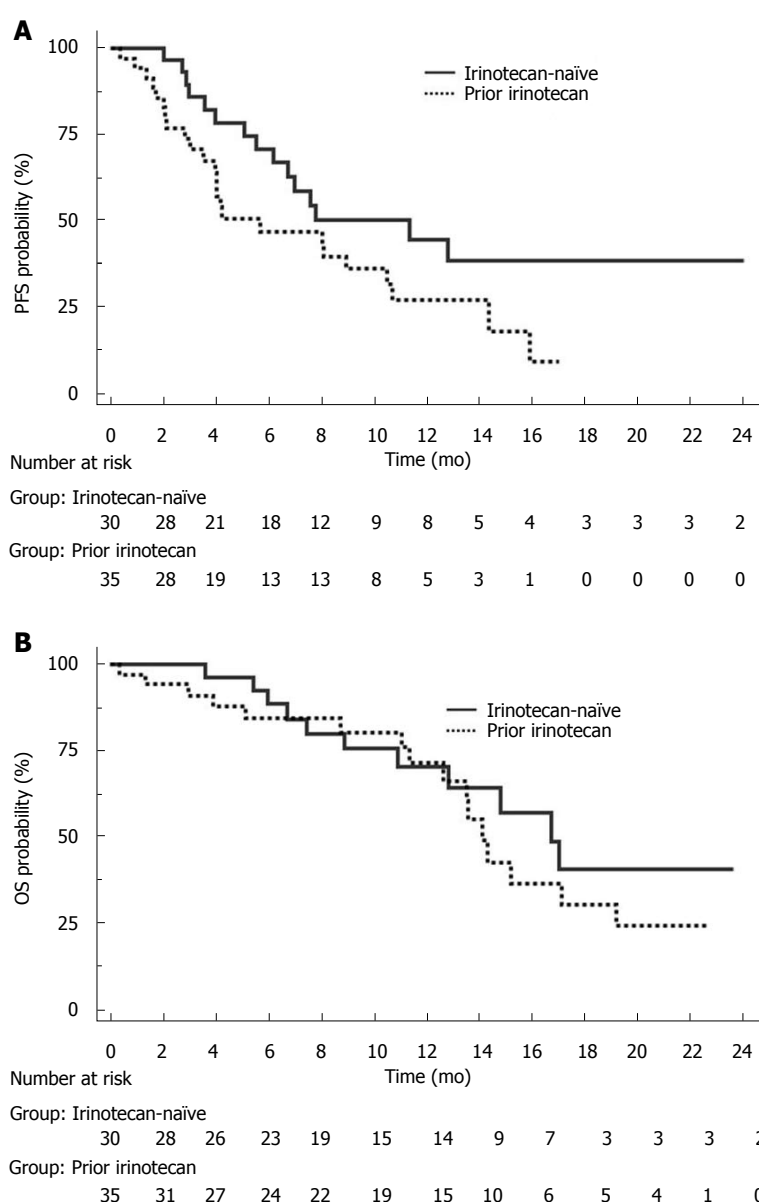 A
100
75
50
25
0
PFS probability (%)
Irinotecan-naïve
Prior irinotecan
0 2 4 6 8 10 12 14 16 18 20 22 24
Time (mo)
Number at risk
Group: Irinotecan-naïve
30 28 21 18 12 9 8 5 4 3 3 3 2
Group: Prior irinotecan
35 28 19 13 13 8 5 3 1 0 0 0 0
B
100
75
50
25
0
OS probability (%)
Irinotecan-naïve
Prior irinotecan
0 2 4 6 8 10 12 14 16 18 20 22 24
Time (mo)
Number at risk
Group: Irinotecan-naïve
30 28 26 23 19 15 14 9 7 3 3 3 2
Group: Prior irinotecan
35 31 27 24 22 19 15 10 6 5 4 1 0